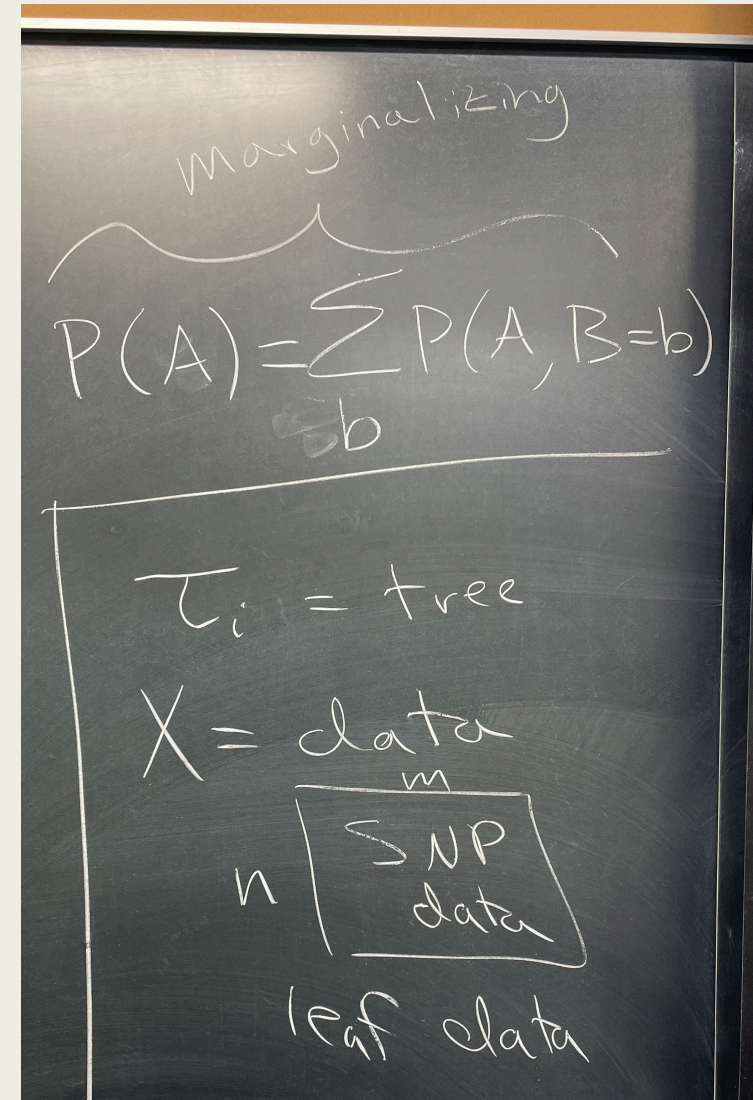 marginalizing
P(A) = ∑ P(A, B=b)
b
τᵢ = tree
X = data
m
n
SNP
data
leaf data